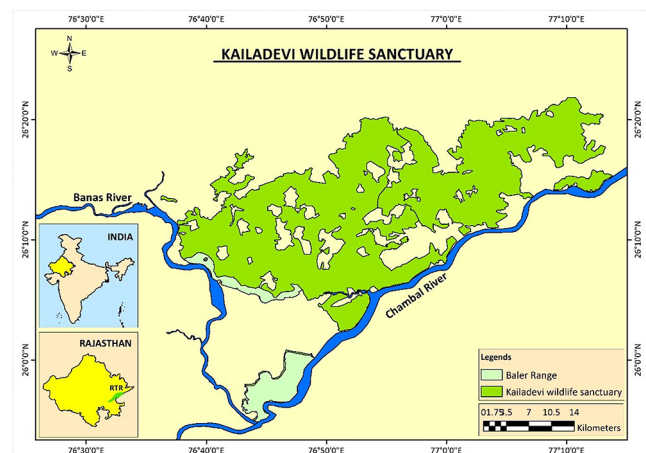 76°30'0"E 76°40'0"E 76°50'0"E 77°0'0"E 77°10'0"E
N
W E
S
KAILADEVI WILDLIFE SANCTUARY
26°20'0"N 26°20'0"N
Banas River
INDIA
26°10'0"N 26°10'0"N
Chambal River
RAJASTHAN
RTR
26°0'0"N 26°0'0"N
Legends
Baler Range
Kailadevi wildlife sanctuary
01.753.5 7 10.5 14
Kilometers
76°30'0"E 76°40'0"E 76°50'0"E 77°0'0"E 77°10'0"E